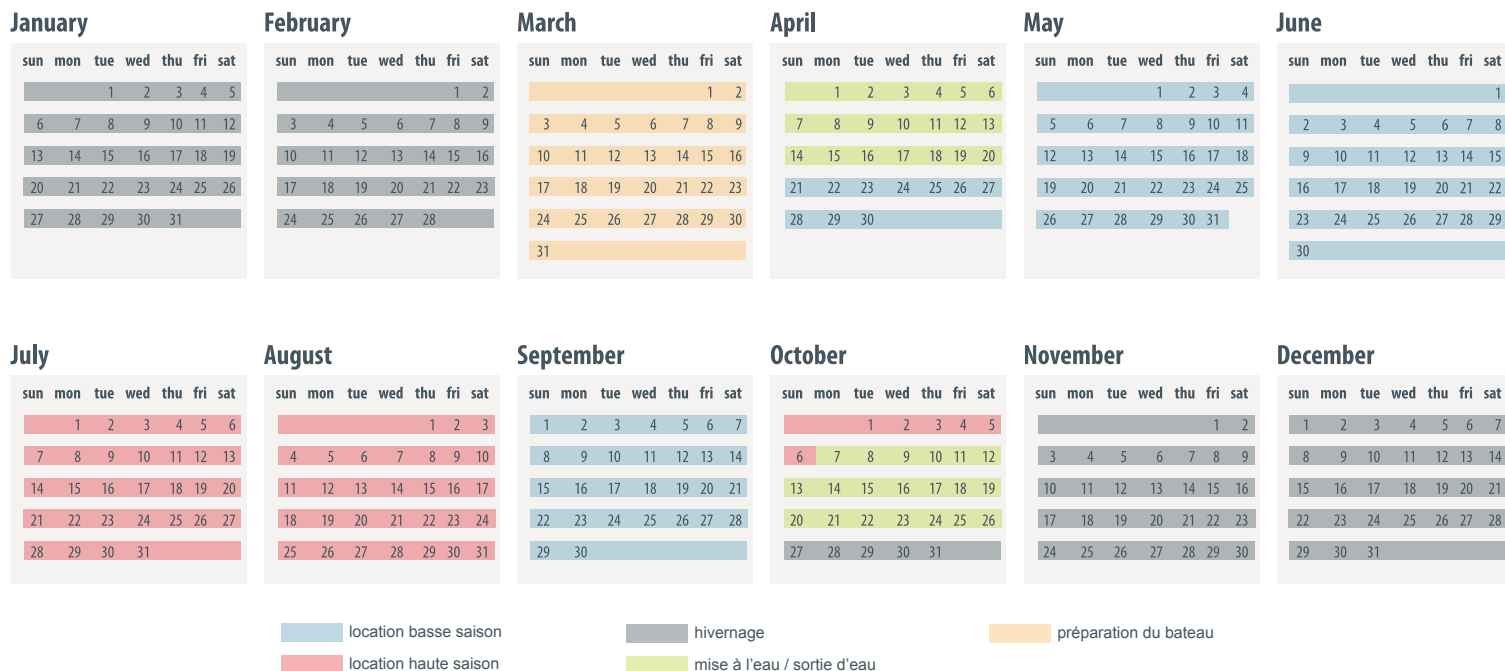 January February March April May June
sun mon tue wed thu fri sat sun mon tue wed thu fri sat sun mon tue wed thu fri sat sun mon tue wed thu fri sat sun mon tue wed thu fri sat sun mon tue wed thu fri sat
1 2 3 4 5 1 2 1 2 1 2 3 4 5 6 1 2 3 4 1
6 7 8 9 10 11 12 3 4 5 6 7 8 9 3 4 5 6 7 8 9 7 8 9 10 11 12 13 5 6 7 8 9 10 11 2 3 4 5 6 7 8
13 14 15 16 17 18 19 10 11 12 13 14 15 16 10 11 12 13 14 15 16 14 15 16 17 18 19 20 12 13 14 15 16 17 18 9 10 11 12 13 14 15
20 21 22 23 24 25 26 17 18 19 20 21 22 23 17 18 19 20 21 22 23 21 22 23 24 25 26 27 19 20 21 22 23 24 25 16 17 18 19 20 21 22
27 28 29 30 31 24 25 26 27 28 24 25 26 27 28 29 30 28 29 30 26 27 28 29 30 31 23 24 25 26 27 28 29
31 30
July August September October November December
sun mon tue wed thu fri sat sun mon tue wed thu fri sat sun mon tue wed thu fri sat sun mon tue wed thu fri sat sun mon tue wed thu fri sat sun mon tue wed thu fri sat
1 2 3 4 5 6 1 2 3 1 2 3 4 5 6 7 1 2 3 4 5 1 2 1 2 3 4 5 6 7
7 8 9 10 11 12 13 4 5 6 7 8 9 10 8 9 10 11 12 13 14 6 7 8 9 10 11 12 3 4 5 6 7 8 9 8 9 10 11 12 13 14
14 15 16 17 18 19 20 11 12 13 14 15 16 17 15 16 17 18 19 20 21 13 14 15 16 17 18 19 10 11 12 13 14 15 16 15 16 17 18 19 20 21
21 22 23 24 25 26 27 18 19 20 21 22 23 24 22 23 24 25 26 27 28 20 21 22 23 24 25 26 17 18 19 20 21 22 23 22 23 24 25 26 27 28
28 29 30 31 25 26 27 28 29 30 31 29 30 27 28 29 30 31 24 25 26 27 28 29 30 29 30 31
location basse saison hivernage préparation du bateau
location haute saison mise à l'eau / sortie d'eau